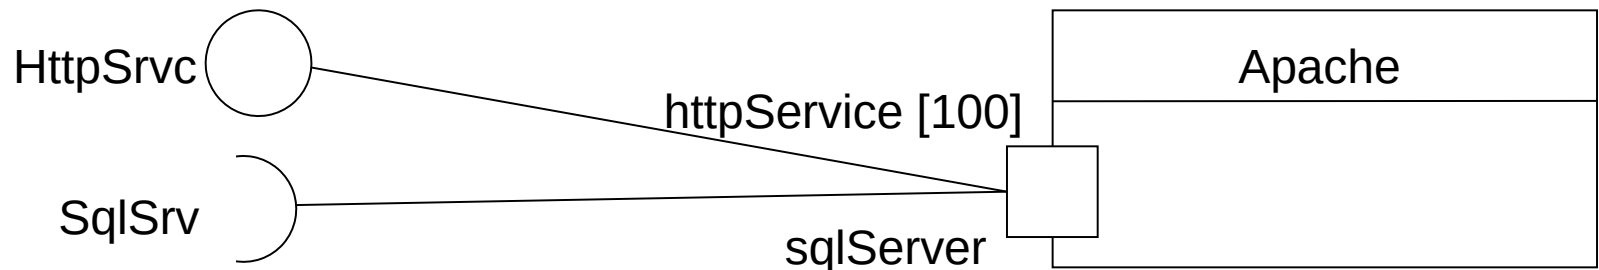 HttpSrvc
Apache
httpService [100]
SqlSrv
sqlServer